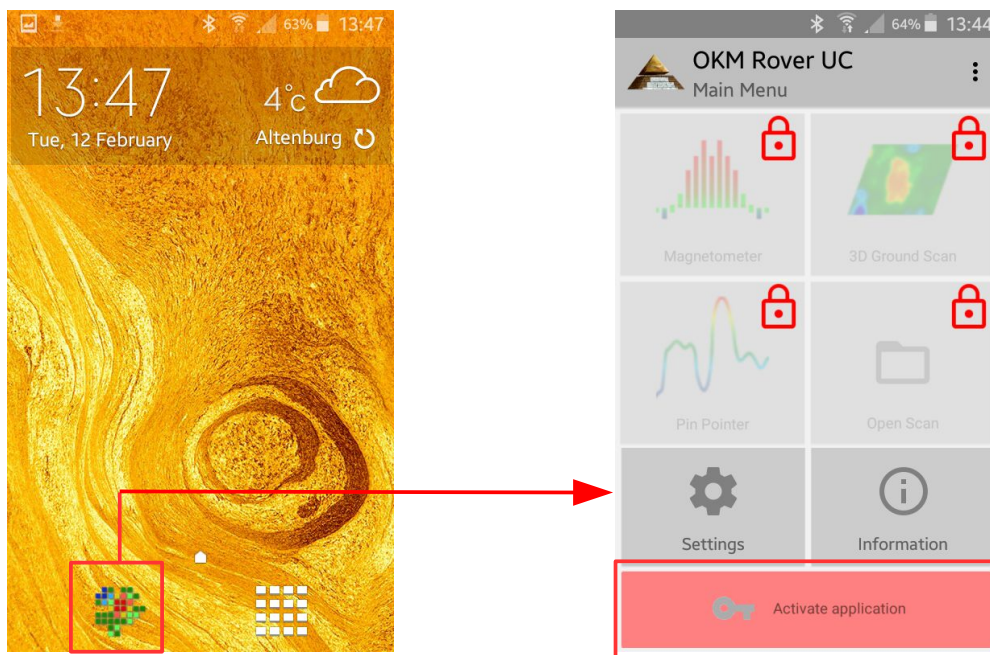 63% 13:47
13:47
4°c
Tue, 12 February
Altenburg
64% 13:44
OKM Rover UC
Main Menu
Magnetometer
3D Ground Scan
Pin Pointer
Open Scan
Settings
Information
Activate application